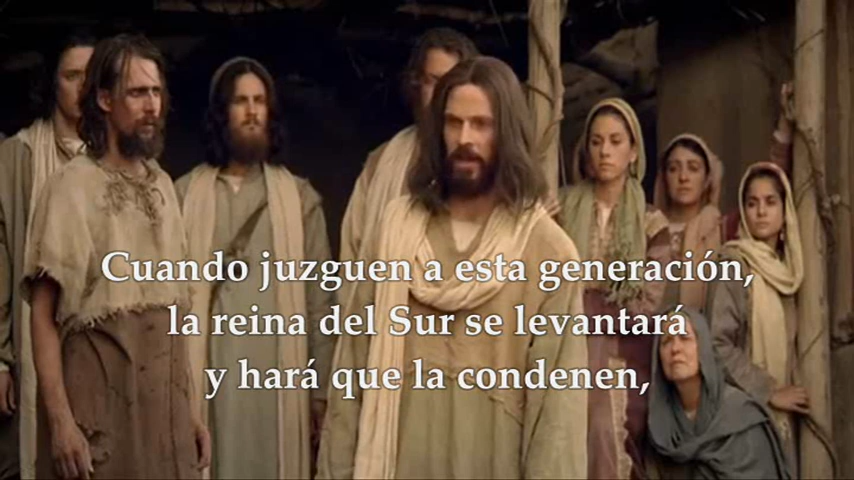 Cuando juzguen a esta generación,
la reina del Sur se levantará
y hará que la condenen,